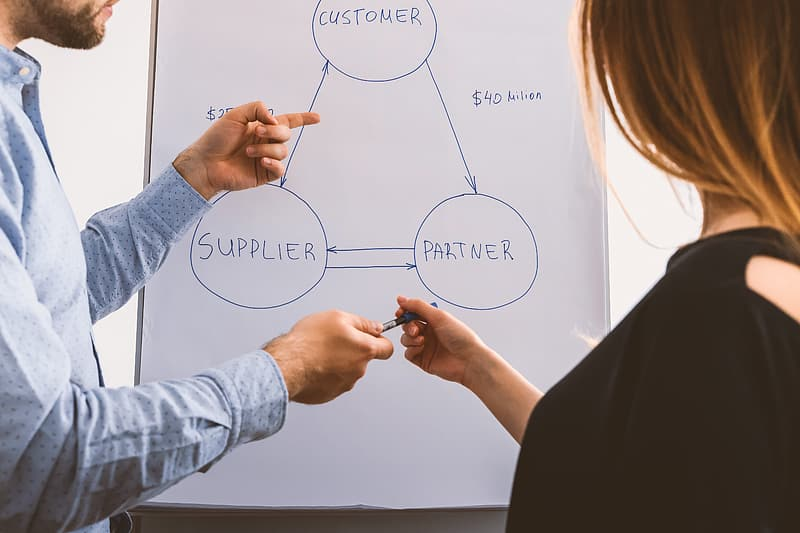 CUSTOMER
$40 Milion
SUPPLIER
PARTNER